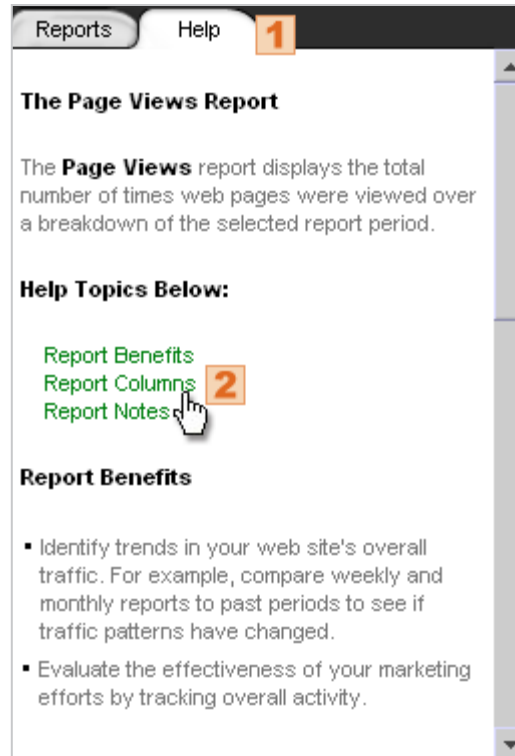 Reports Help 1
The Page Views Report
The Page Views report displays the total
number of times web pages were viewed over
a breakdown of the selected report period.
Help Topics Below:
Report Benefits
Report Columns 2
Report Notes
Report Benefits
▪ Identify trends in your web site's overall
traffic. For example, compare weekly and
monthly reports to past periods to see if
traffic patterns have changed.
▪ Evaluate the effectiveness of your marketing
efforts by tracking overall activity.